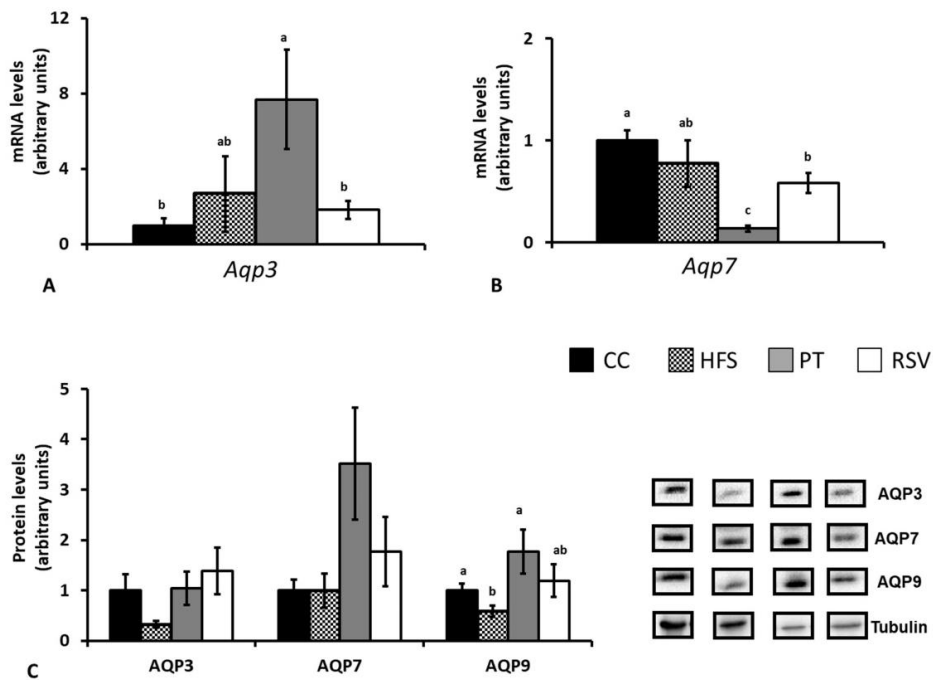 mRNA levels
(arbitrary units)
12
8
4
0
b
ab
a
b
Aqp3
A
mRNA levels
(arbitrary units)
2
1
0
a
ab
c
b
Aqp7
B
CC
HFS
PT
RSV
Protein levels
(arbitrary units)
5
4
3
2
1
0
a
b
a
ab
AQP3
AQP7
AQP9
C
AQP3
AQP7
AQP9
Tubulin